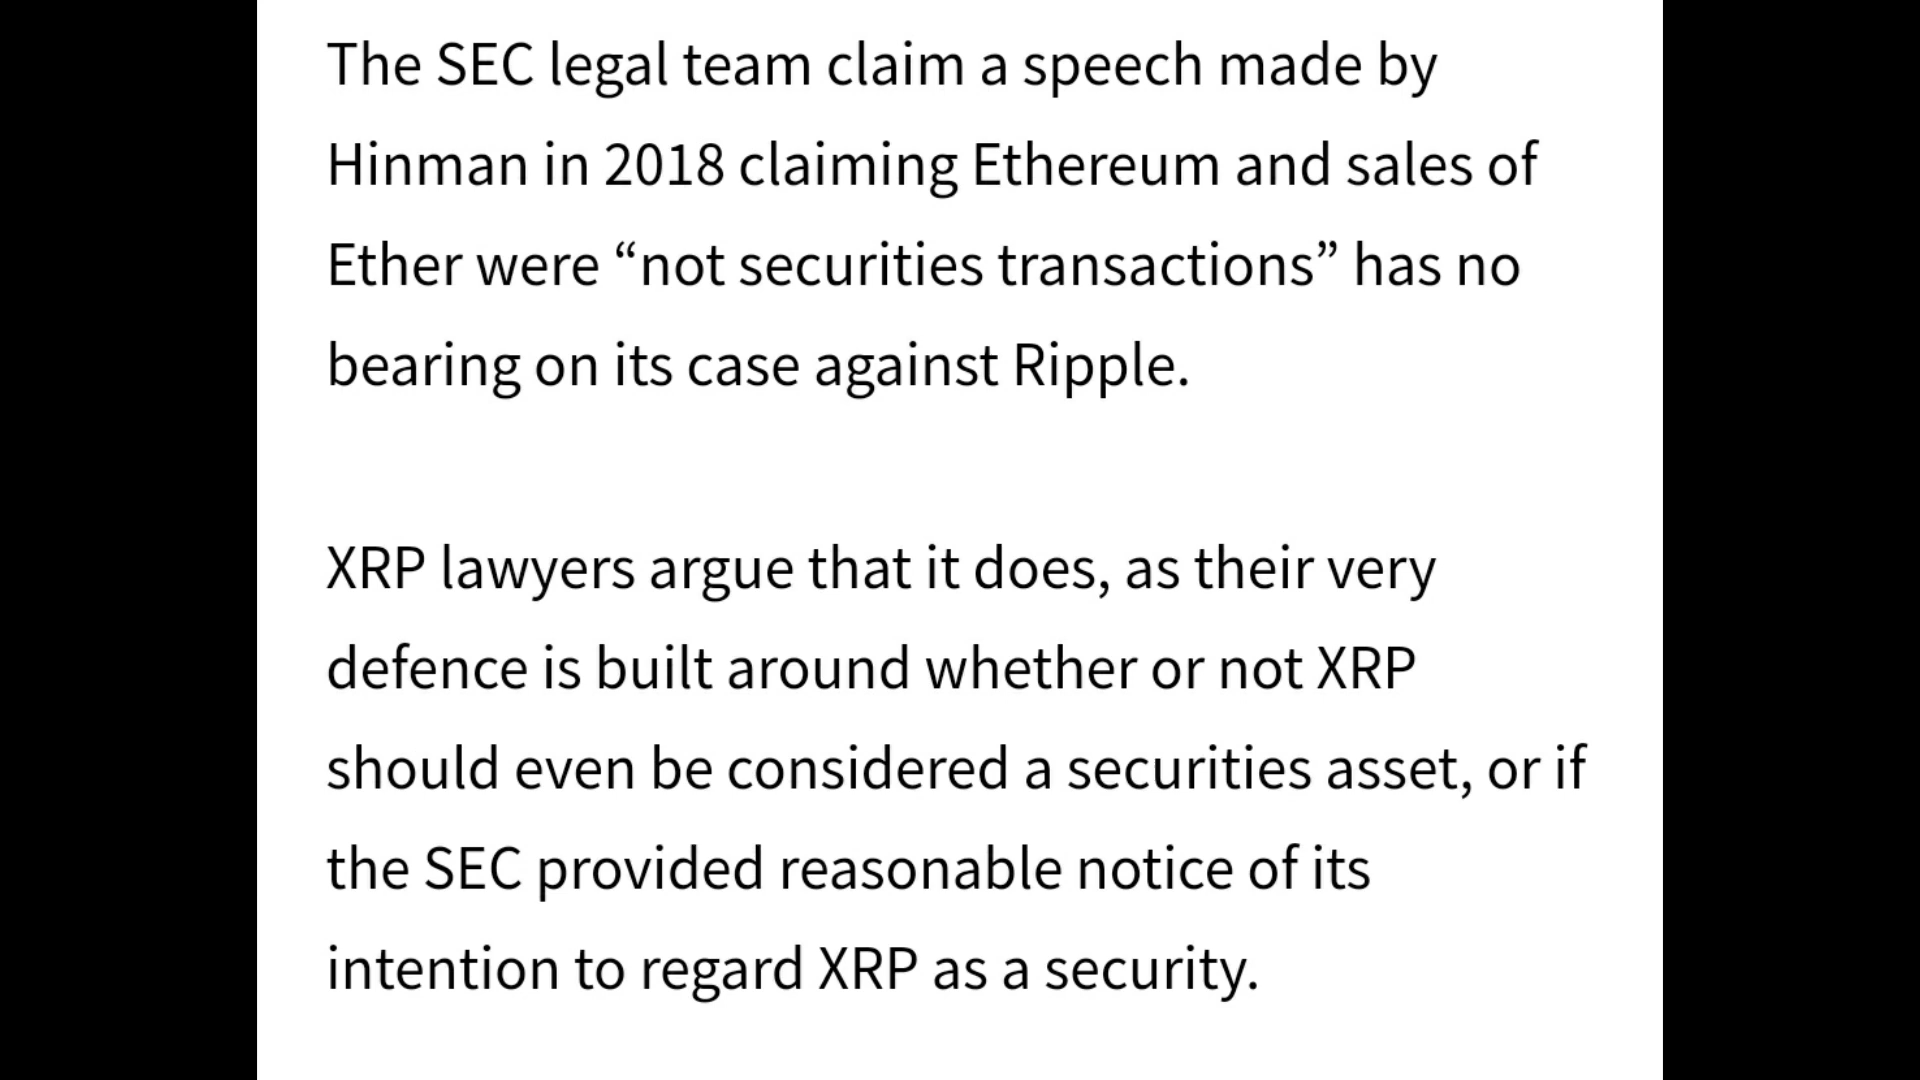 The SEC legal team claim a speech made by
Hinman in 2018 claiming Ethereum and sales of
Ether were “not securities transactions” has no
bearing on its case against Ripple.
XRP lawyers argue that it does, as their very
defence is built around whether or not XRP
should even be considered a securities asset, or if
the SEC provided reasonable notice of its
intention to regard XRP as a security.